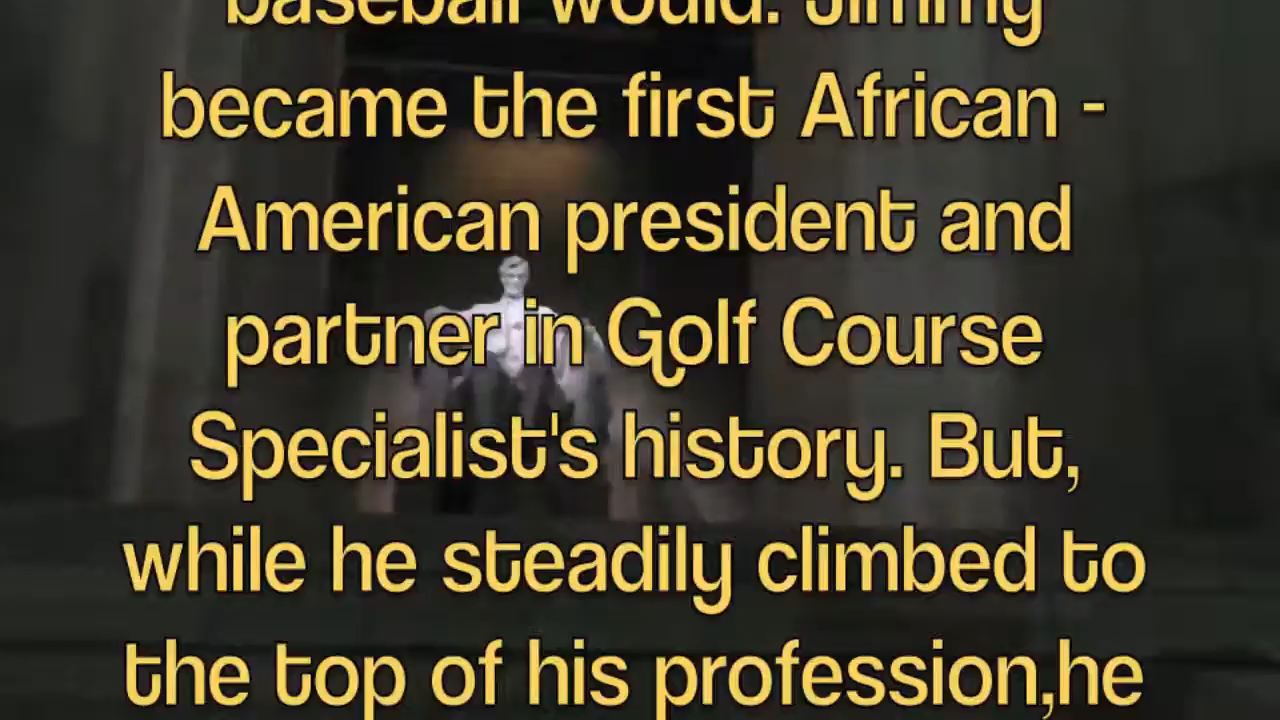 baseball would. Jimmy
became the first African -
American president and
partner in Golf Course
Specialist's history. But,
while he steadily climbed to
the top of his profession,he